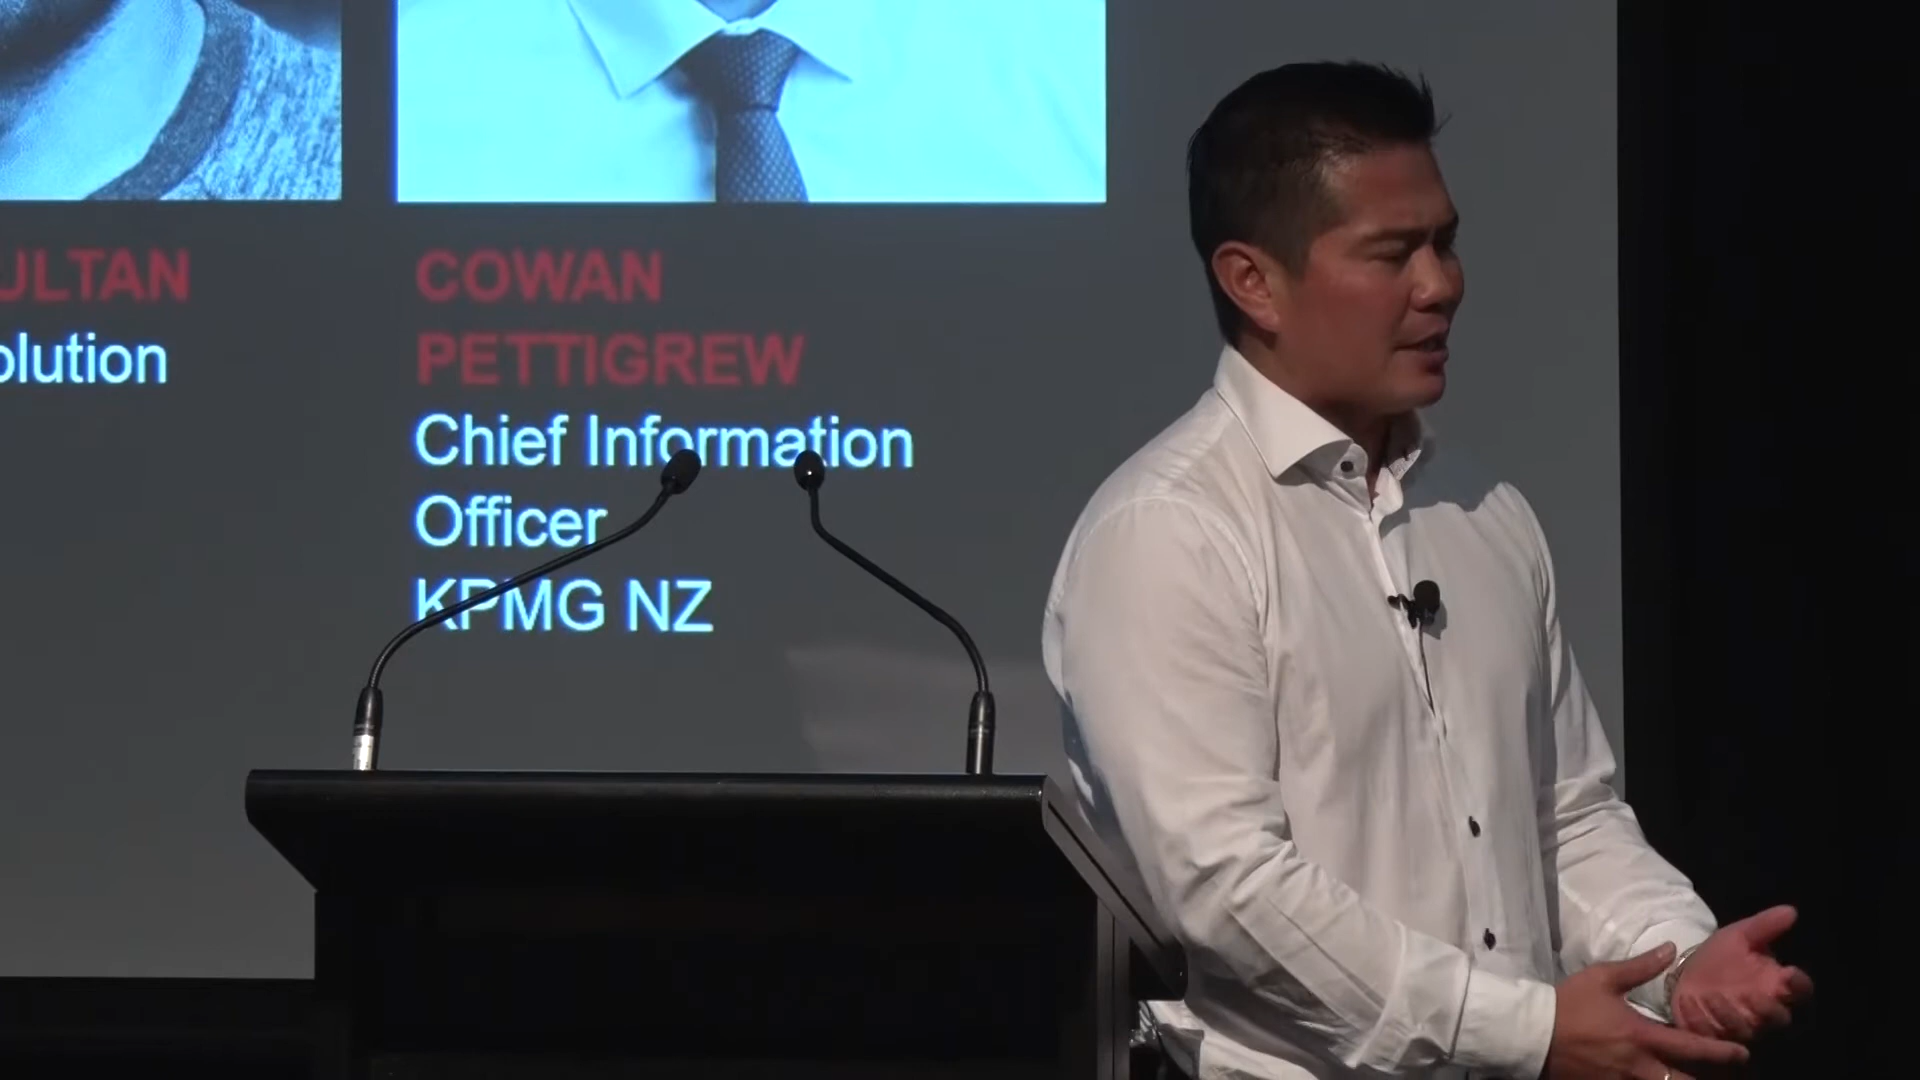 ULTAN
olution
COWAN
PETTIGREW
Chief Information
Officer
KPMG NZ